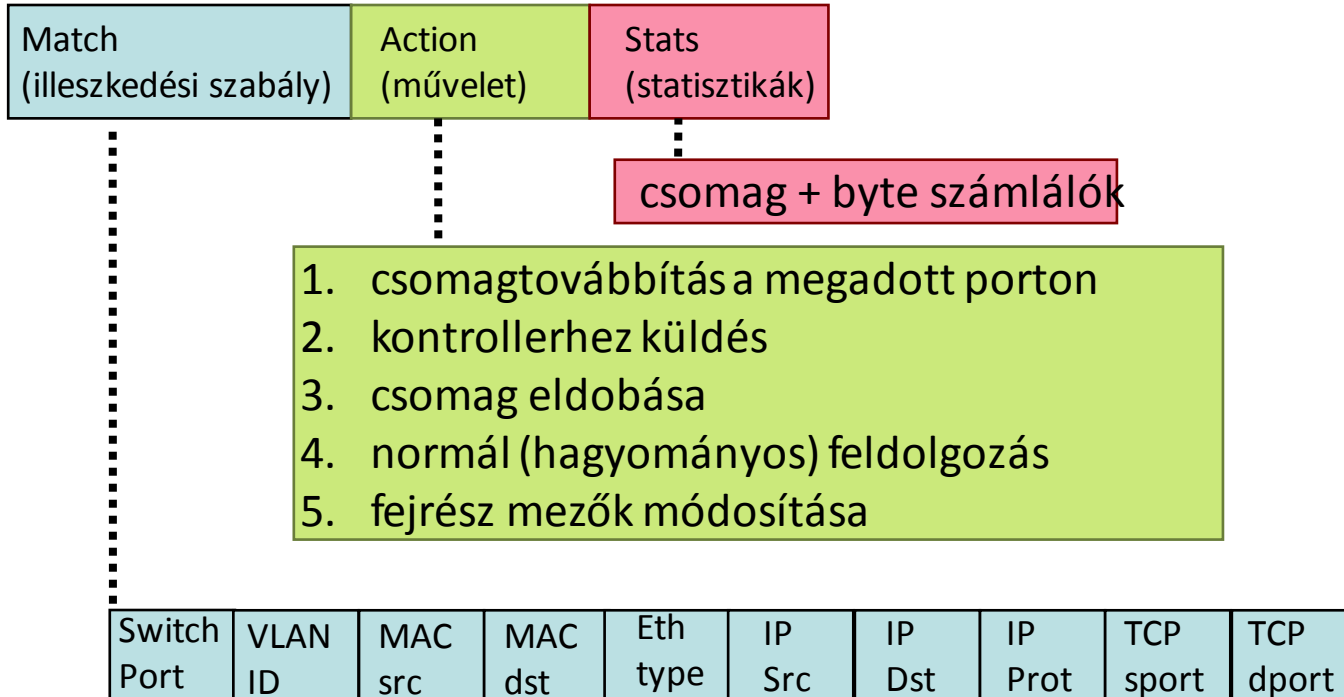 Match
(illeszkedési szabály)
Action
(művelet)
Stats
(statisztikák)
csomag + byte számlálók
1. csomagtovábbítás a megadott porton
2. kontrollerhez küldés
3. csomag eldobása
4. normál (hagyományos) feldolgozás
5. fejrész mezők módosítása
Switch
Port
VLAN
ID
MAC
src
MAC
dst
Eth
type
IP
Src
IP
Dst
IP
Prot
TCP
sport
TCP
dport